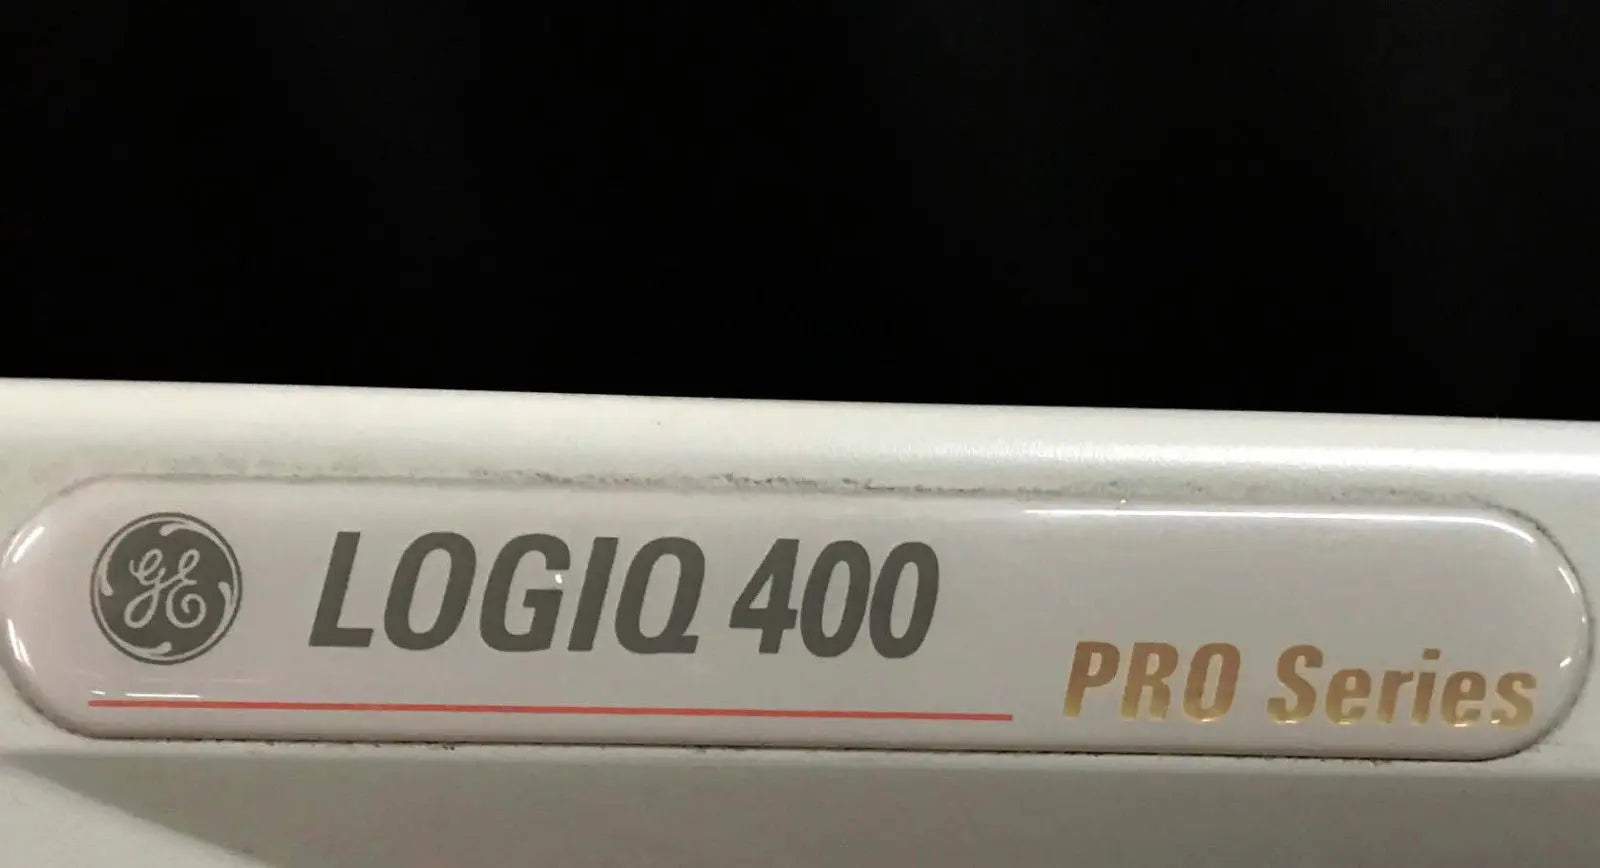 GE LOGIQ 400
PRO Series